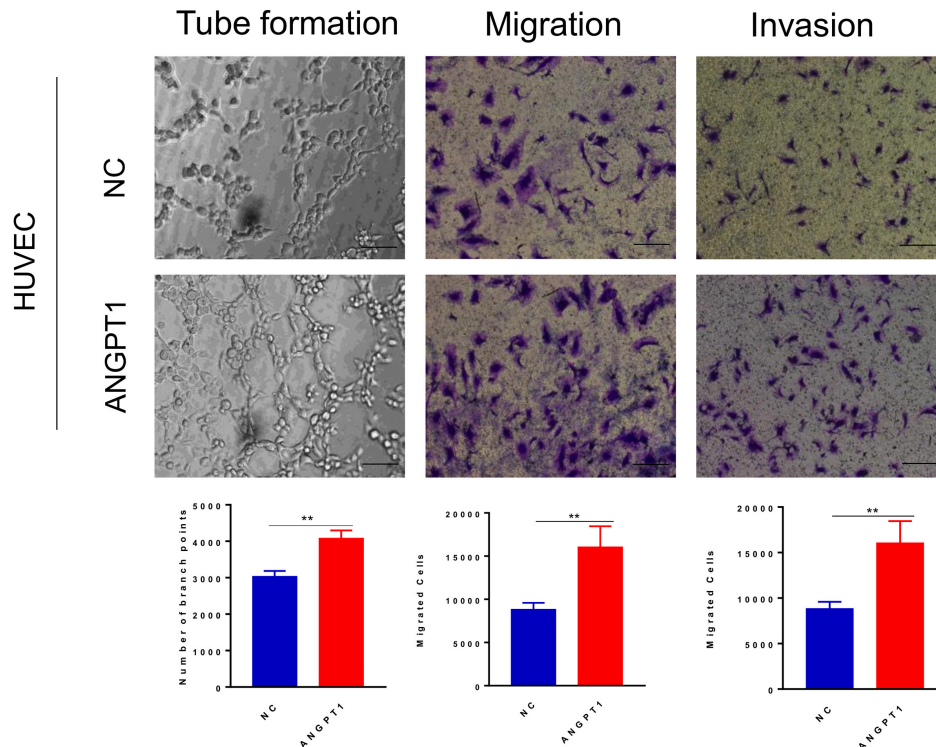 Tube formation
Migration
Invasion
HUVEC
NC
ANGPT1
Number of branch points
5000
4000
3000
2000
1000
0
**
NC
ANGPT1
Migrated Cells
20000
15000
10000
5000
0
**
NC
ANGPT1
Migrated Cells
20000
15000
10000
5000
0
**
NC
ANGPT1